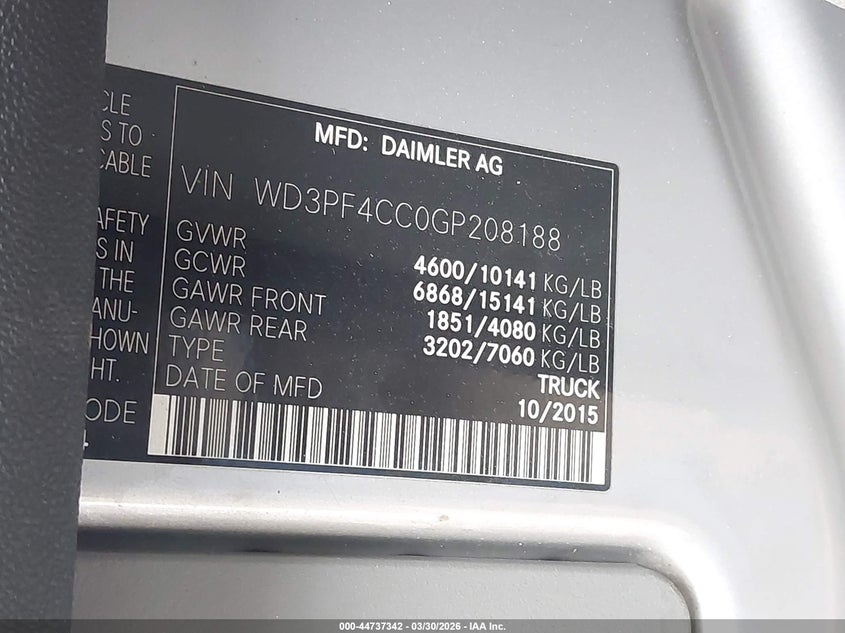 CLE
S TO
CABLE
AFETY
S IN
THE
ANU-
HOWN
HT.
ODE
MFD: DAIMLER AG
VIN WD3PF4CC0GP208188
GVWR 4600/10141 KG/LB
GCWR 6868/15141 KG/LB
GAWR FRONT 1851/4080 KG/LB
GAWR REAR 3202/7060 KG/LB
TYPE TRUCK
DATE OF MFD 10/2015
000-44737342 - 03/30/2026 - IAA Inc.